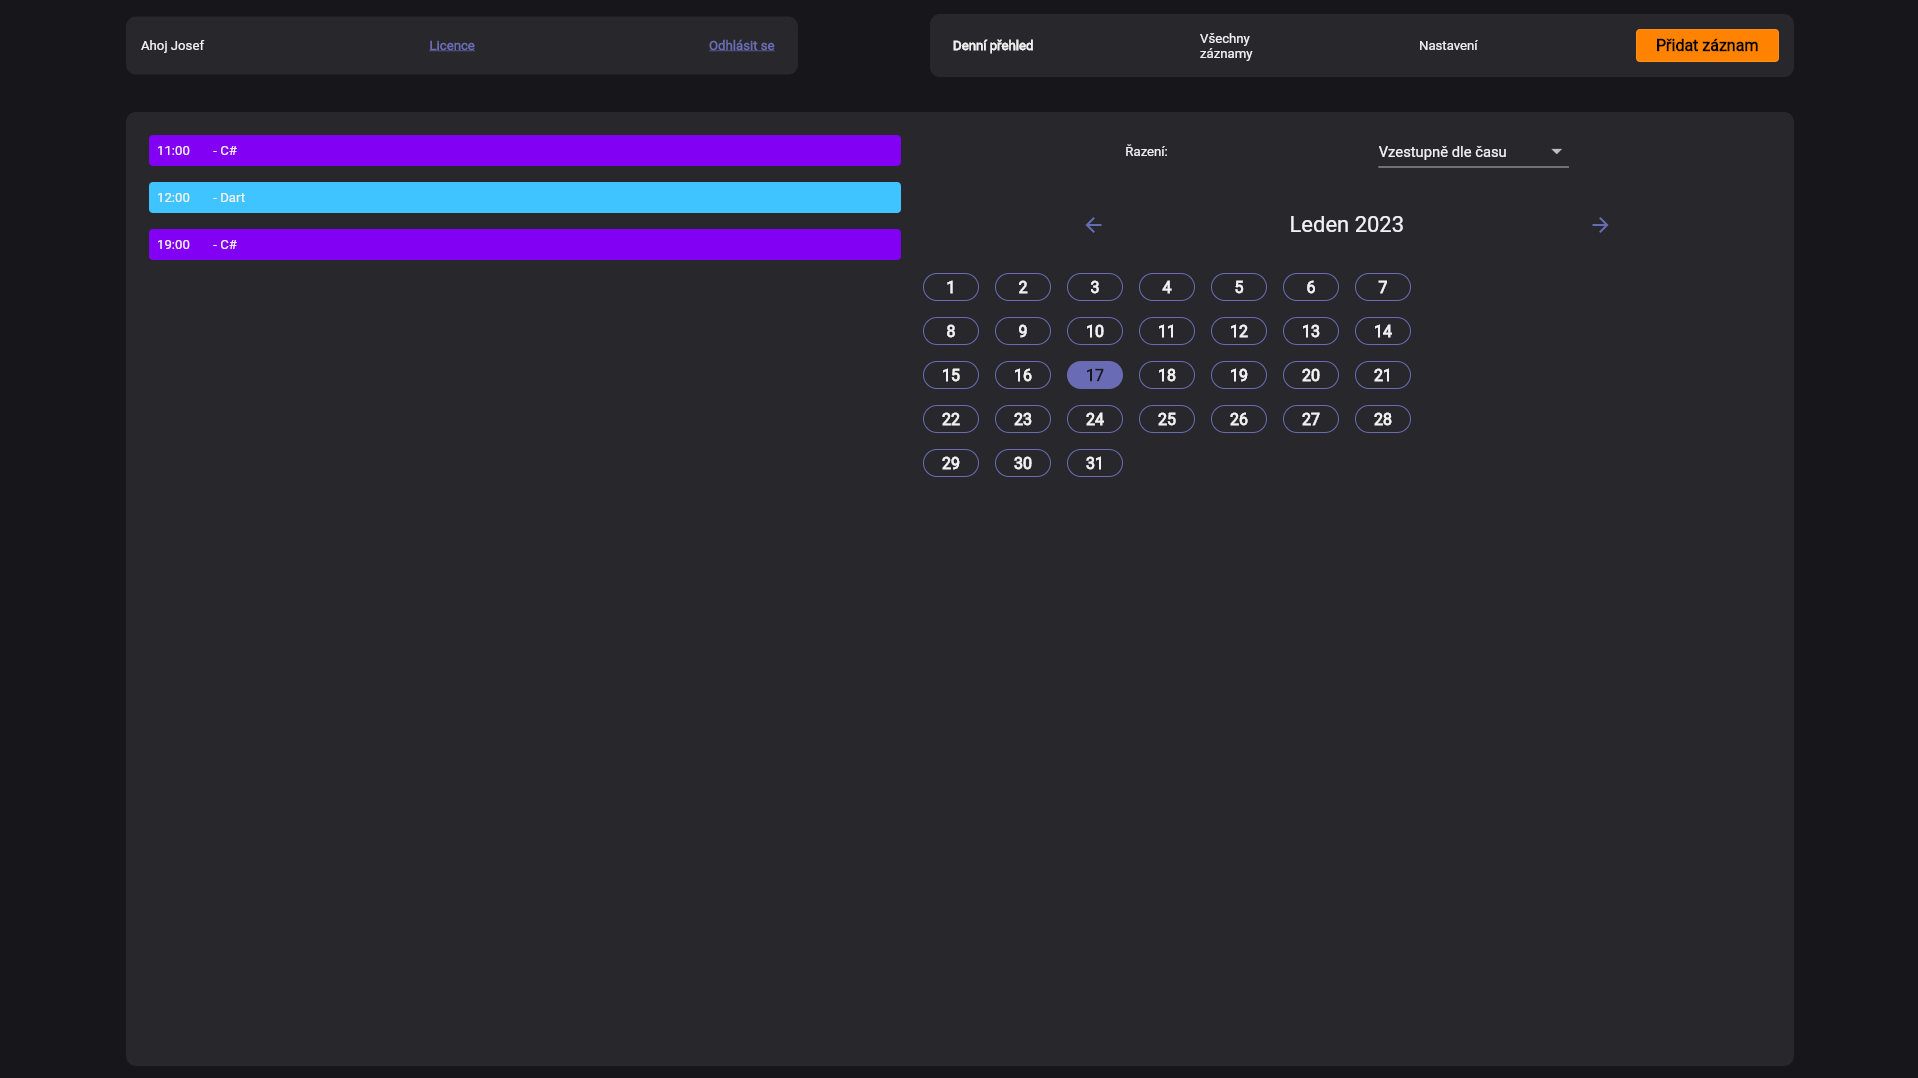 Ahoj Josef
Licence
Odhlásit se
Denní přehled
Všechny
záznamy
Nastavení
Přidat záznam
11:00 - C#
12:00 - Dart
19:00 - C#
Řazení:
Vzestupně dle času
Leden 2023
1 2 3 4 5 6 7
8 9 10 11 12 13 14
15 16 17 18 19 20 21
22 23 24 25 26 27 28
29 30 31